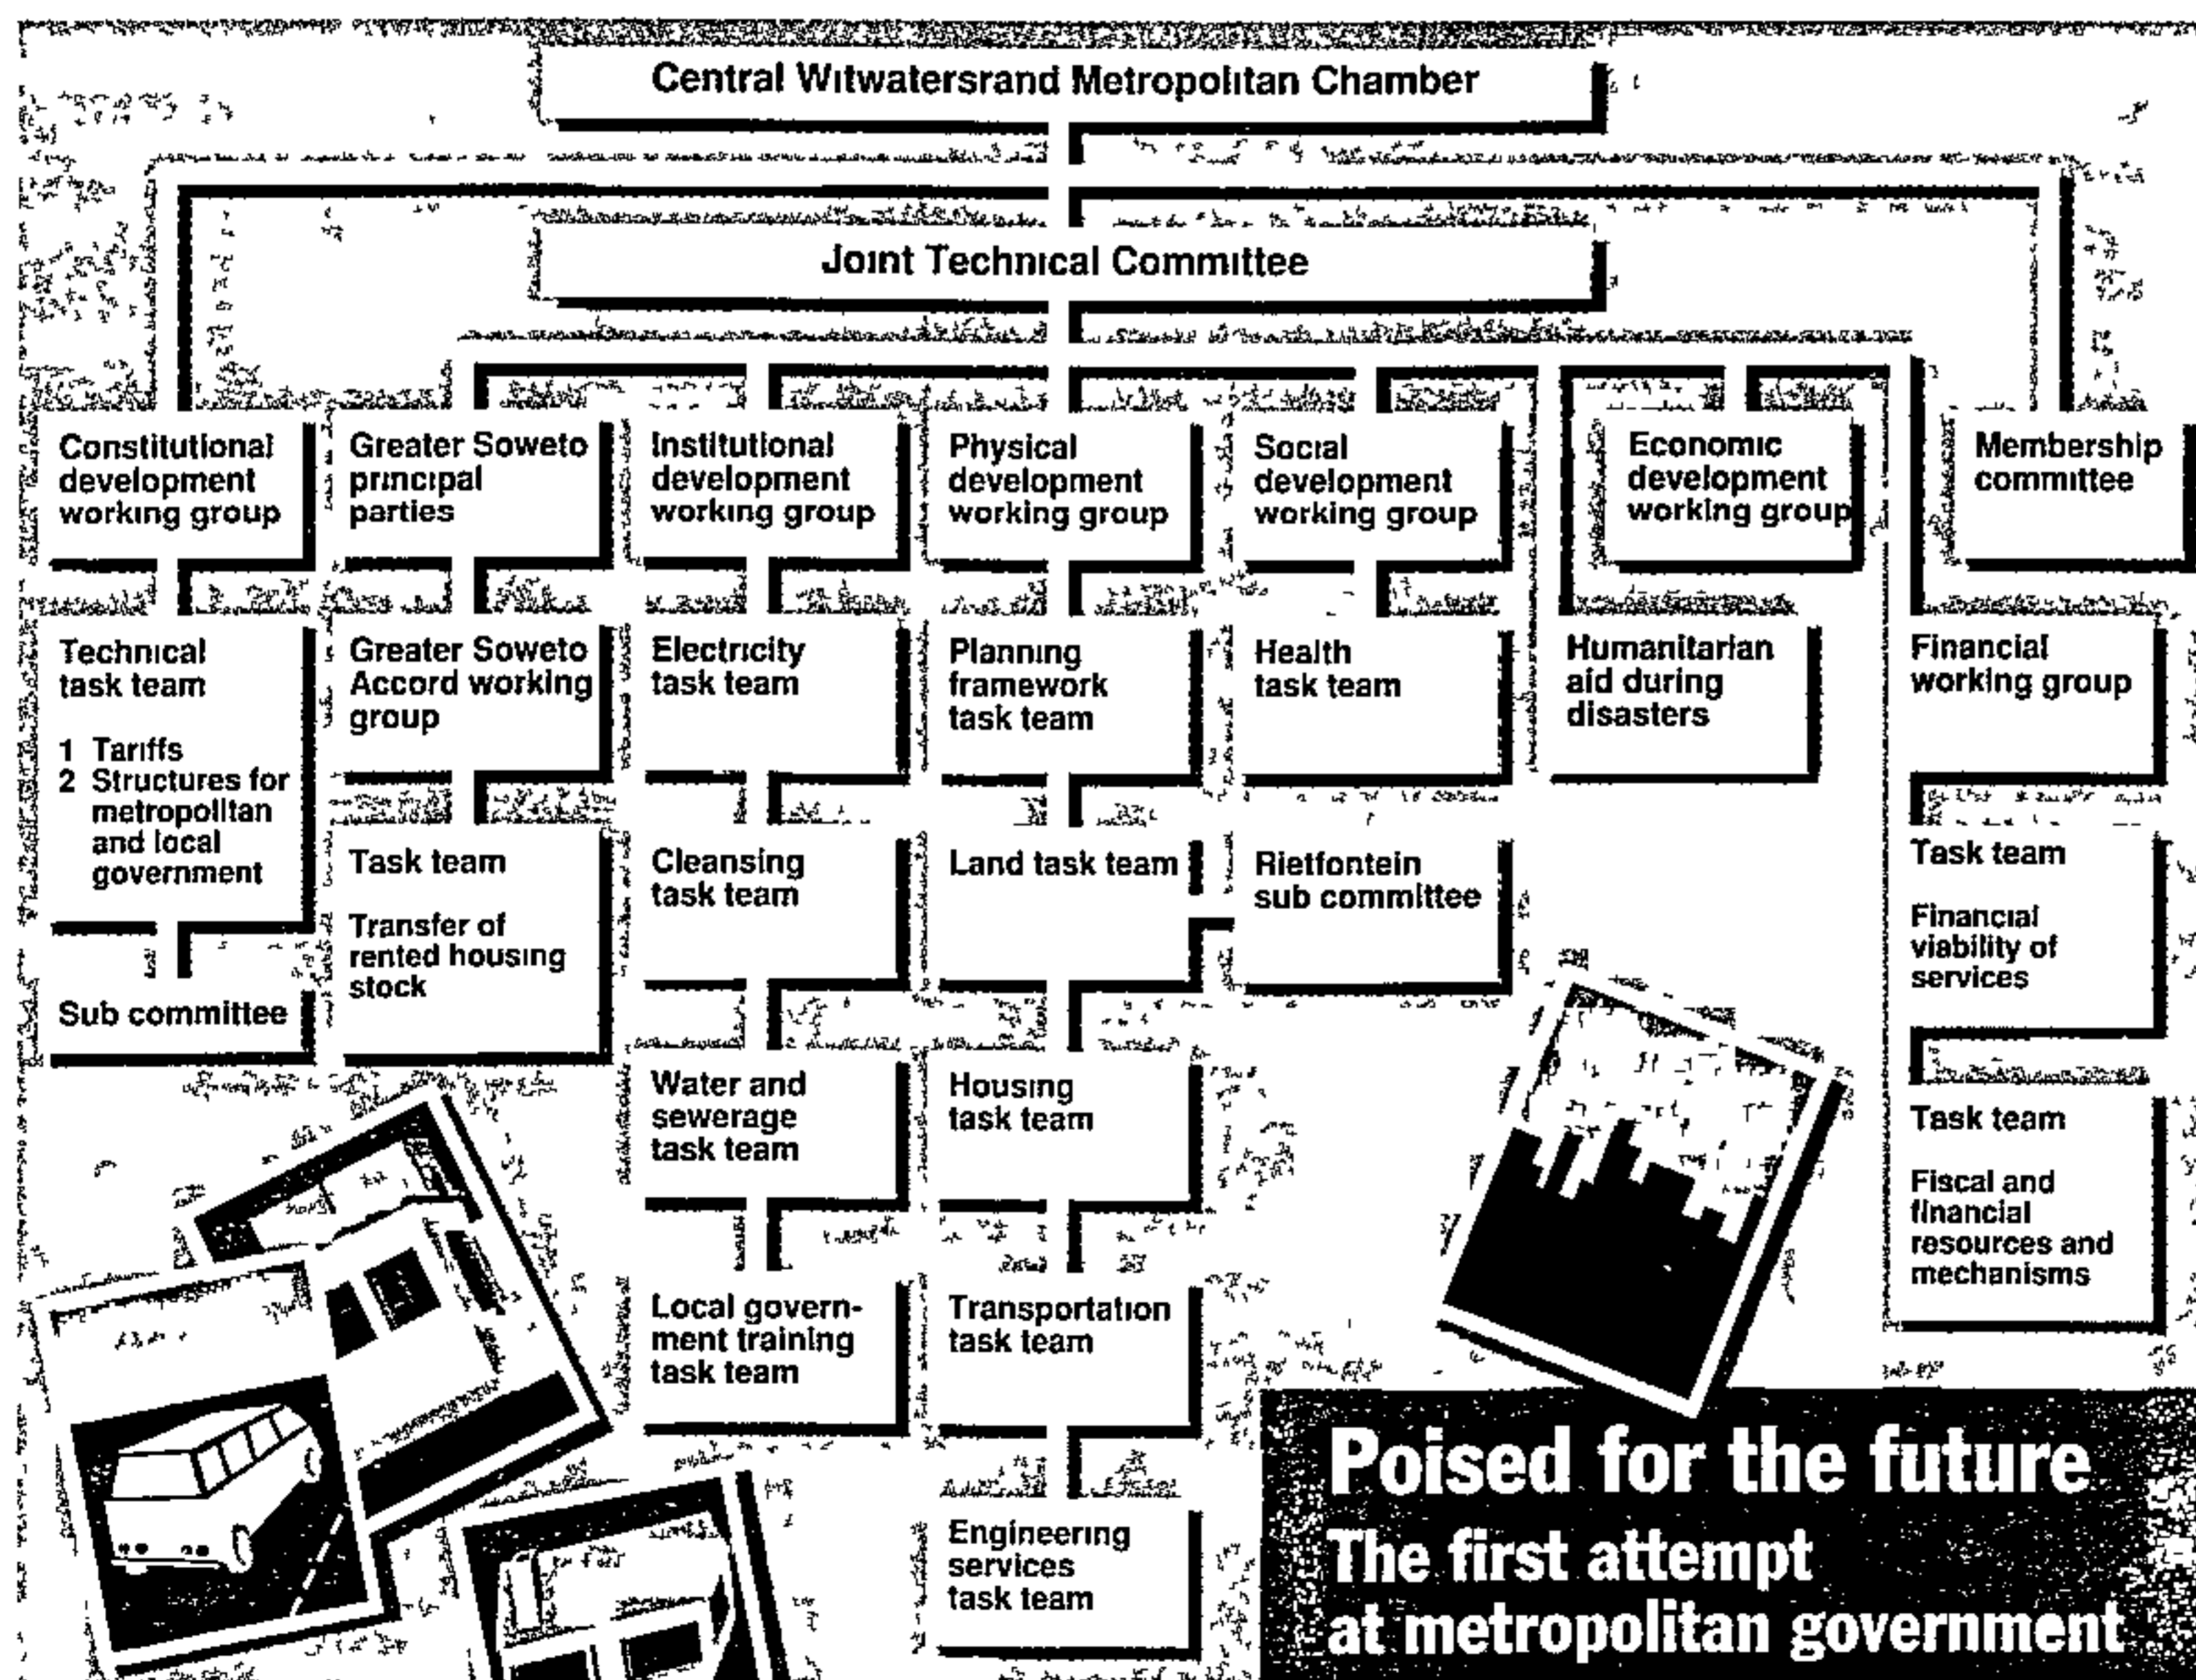 Central Witwatersrand Metropolitan Chamber
Joint Technical Committee
Constitutional
development
working group
Greater Soweto
principal
parties
Institutional
development
working group
Physical
development
working group
Social
development
working group
Economic
development
working group
Membership
committee
Technical
task team
1 Tariffs
2 Structures for
metropolitan
and local
government
Greater Soweto
Accord working
group
Electricity
task team
Planning
framework
task team
Health
task team
Humanitarian
aid during
disasters
Financial
working group
Task team
Transfer of
rented housing
stock
Cleansing
task team
Land task team
Rietfontein
sub committee
Task team
Financial
viability of
services
Sub committee
Water and
sewerage
task team
Housing
task team
Task team
Fiscal and
financial
resources and
mechanisms
Local govern-
ment training
task team
Transportation
task team
Engineering
services
task team
Poised for the future
The first attempt
at metropolitan government